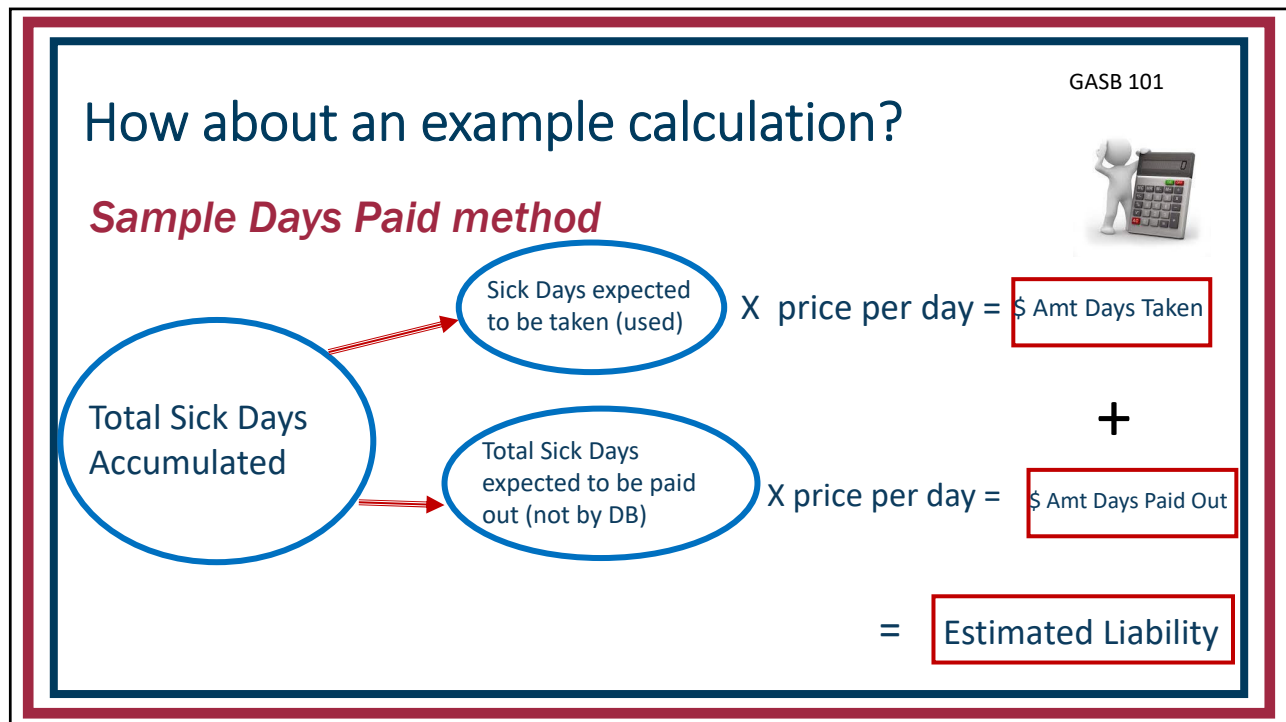 GASB 101
How about an example calculation?
Sample Days Paid method
Sick Days expected
to be taken (used)
X price per day =
$ Amt Days Taken
Total Sick Days
Accumulated
+
Total Sick Days
expected to be paid
out (not by DB)
X price per day =
$ Amt Days Paid Out
=
Estimated Liability